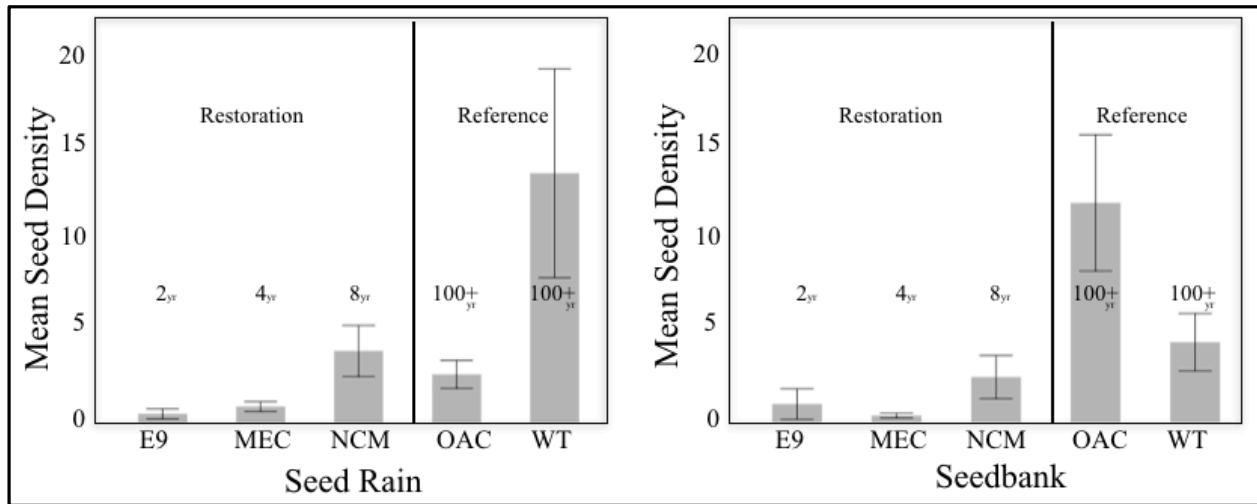 Mean Seed Density
20
15
10
5
0
Restoration
Reference
2yr
4yr
8yr
100+yr
100+yr
E9 MEC NCM OAC WT
Seed Rain
Mean Seed Density
20
15
10
5
0
Restoration
Reference
2yr
4yr
8yr
100+yr
100+yr
E9 MEC NCM OAC WT
Seedbank